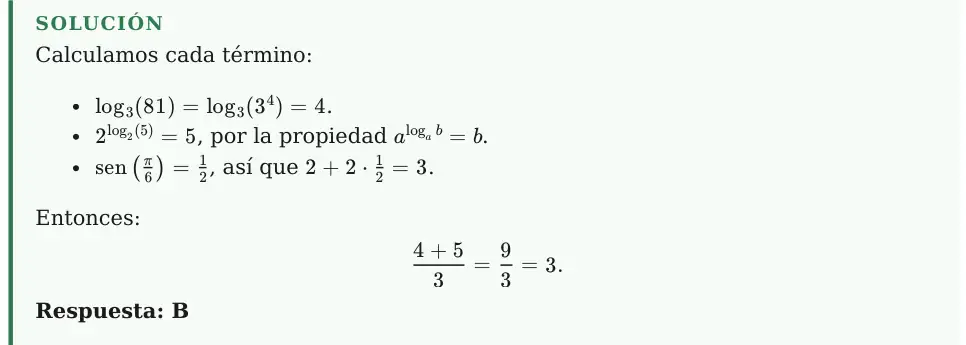 SOLUCIÓN
Calculamos cada término:
• log₃(81) = log₃(3⁴) = 4.
• 2^{log₂(5)} = 5, por la propiedad a^{logₐ b} = b.
• sen (π/6) = 1/2, así que 2 + 2 · 1/2 = 3.
Entonces:
(4 + 5)/3 = 9/3 = 3.
Respuesta: B